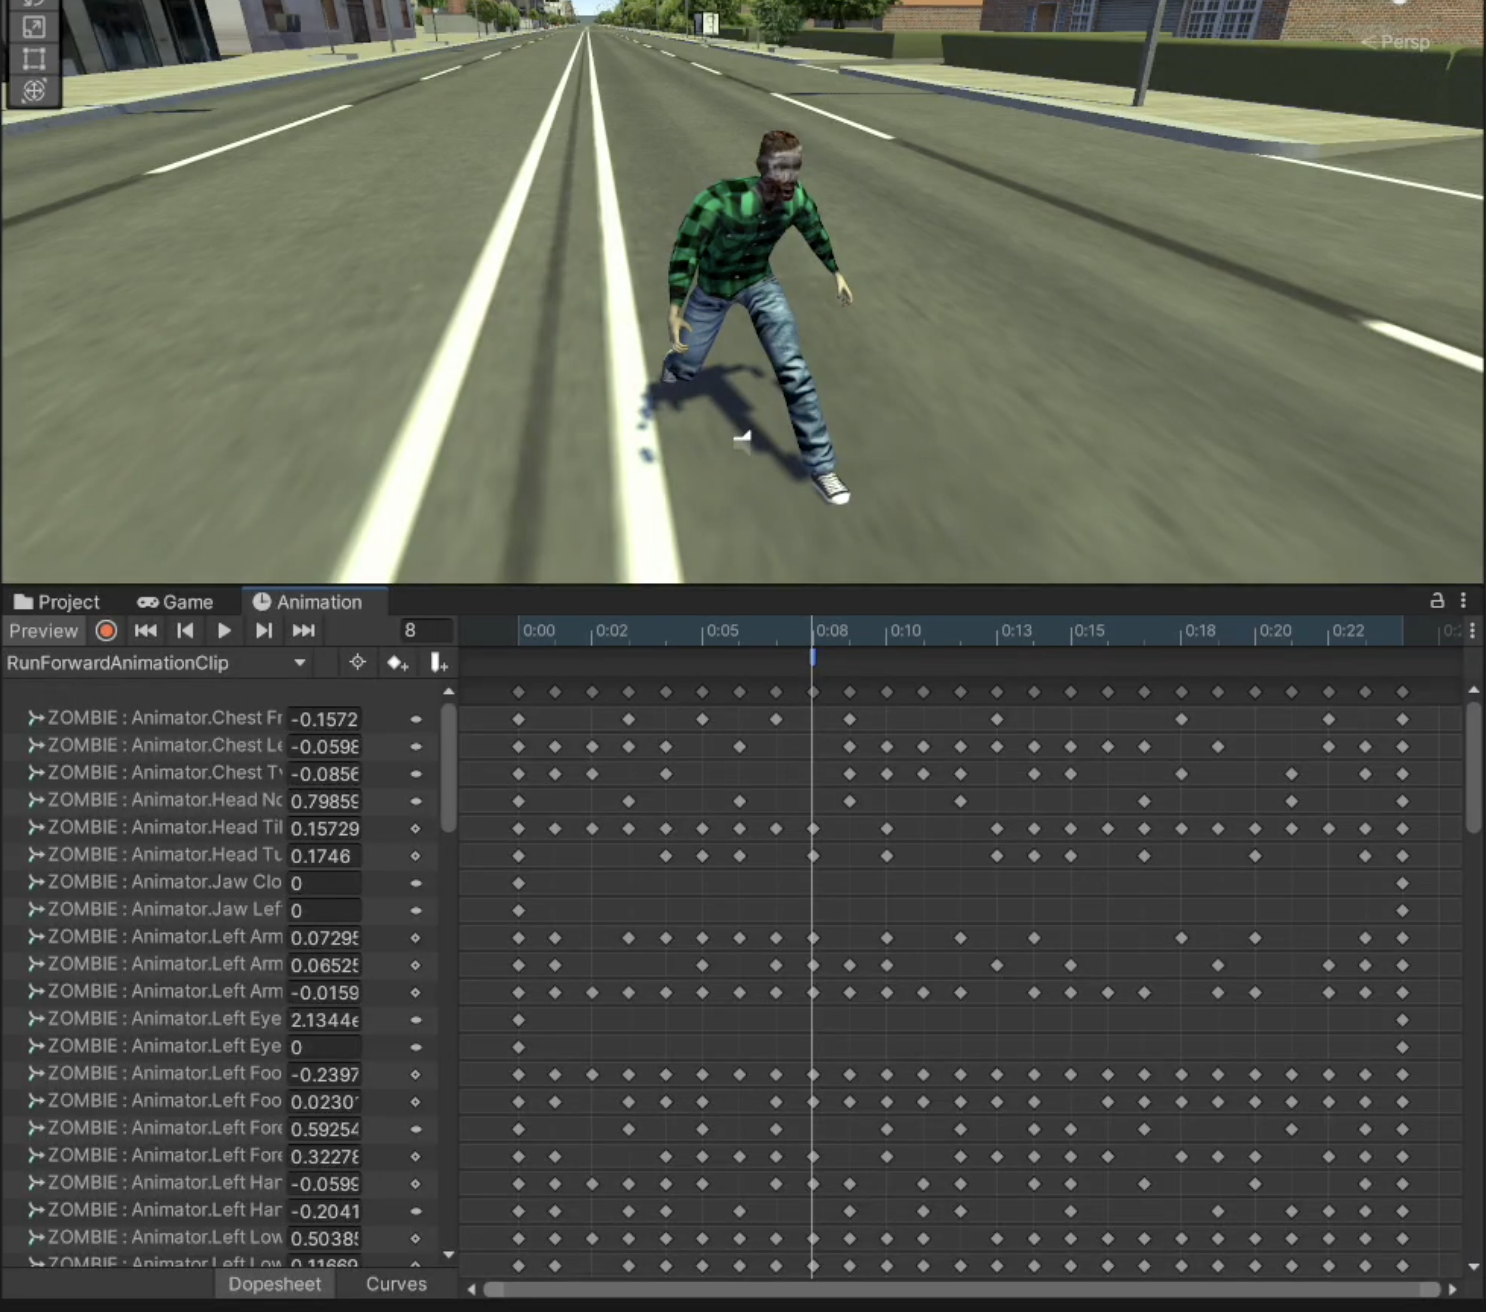 < Persp
Project Game Animation
Preview 8 0:00 0:02 0:05 0:08 0:10 0:13 0:15 0:18 0:20 0:22
RunForwardAnimationClip
ZOMBIE : Animator.Chest Fr -0.1572
ZOMBIE : Animator.Chest Le -0.0598
ZOMBIE : Animator.Chest Tw -0.0856
ZOMBIE : Animator.Head No 0.79859
ZOMBIE : Animator.Head Til 0.15729
ZOMBIE : Animator.Head Tu 0.1746
ZOMBIE : Animator.Jaw Clo 0
ZOMBIE : Animator.Jaw Lef 0
ZOMBIE : Animator.Left Arm 0.07295
ZOMBIE : Animator.Left Arm 0.06525
ZOMBIE : Animator.Left Arm -0.0159
ZOMBIE : Animator.Left Eye 2.1344e
ZOMBIE : Animator.Left Eye 0
ZOMBIE : Animator.Left Foo -0.2397
ZOMBIE : Animator.Left Foo 0.0230
ZOMBIE : Animator.Left Fore 0.59254
ZOMBIE : Animator.Left Fore 0.32278
ZOMBIE : Animator.Left Han -0.0599
ZOMBIE : Animator.Left Han -0.2041
ZOMBIE : Animator.Left Low 0.50385
ZOMBIE : Animator.Left Low 0.11669
Dopesheet Curves